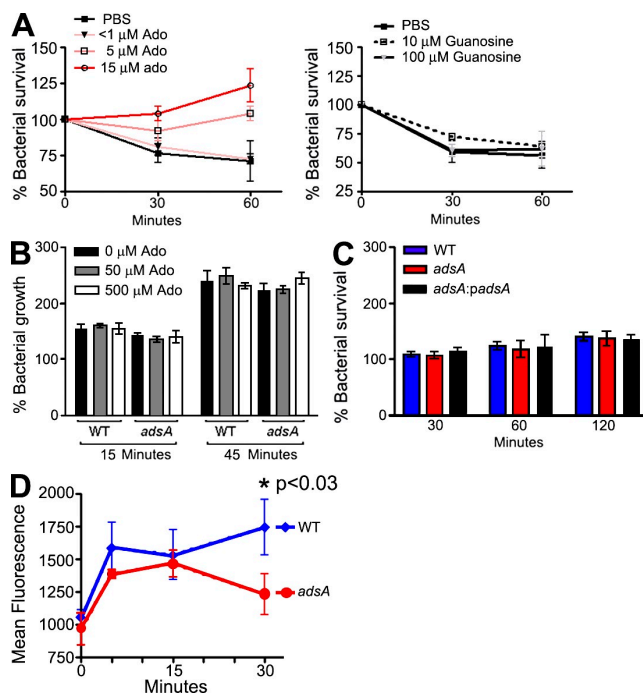 A
PBS
<1 μM Ado
5 μM Ado
15 μM ado
% Bacterial survival
150
125
100
75
50
0
30
60
Minutes
PBS
10 μM Guanosine
100 μM Guanosine
% Bacterial survival
150
125
100
75
50
25
0
30
60
Minutes
B
0 μM Ado
50 μM Ado
500 μM Ado
% Bacterial growth
300
200
100
0
WT
adsA
WT
adsA
15 Minutes
45 Minutes
C
WT
adsA
adsA:padsA
% Bacterial survival
300
200
100
0
30
60
120
Minutes
D
* p<0.03
Mean Fluorescence
2000
1750
1500
1250
1000
750
WT
adsA
0
15
30
Minutes